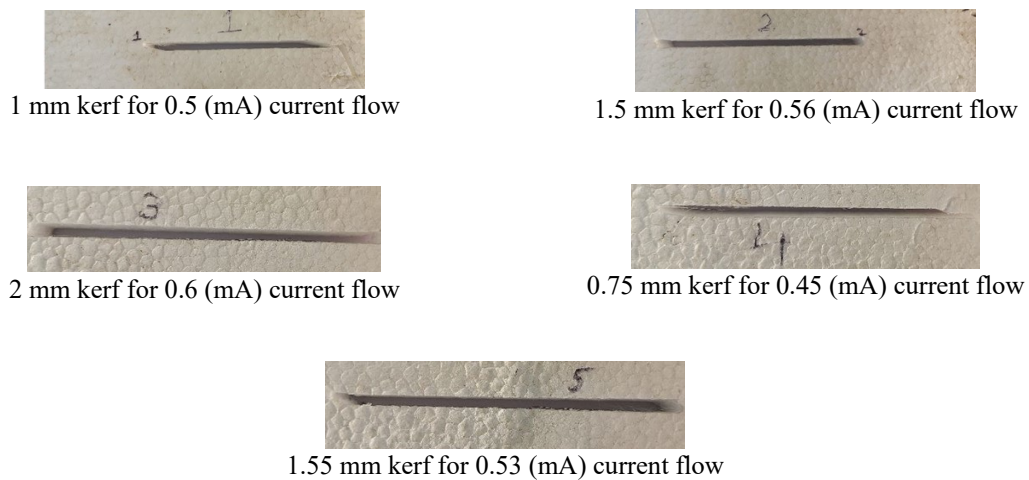 1 1
1 mm kerf for 0.5 (mA) current flow
2 2
1.5 mm kerf for 0.56 (mA) current flow
3
2 mm kerf for 0.6 (mA) current flow
4
0.75 mm kerf for 0.45 (mA) current flow
5
1.55 mm kerf for 0.53 (mA) current flow